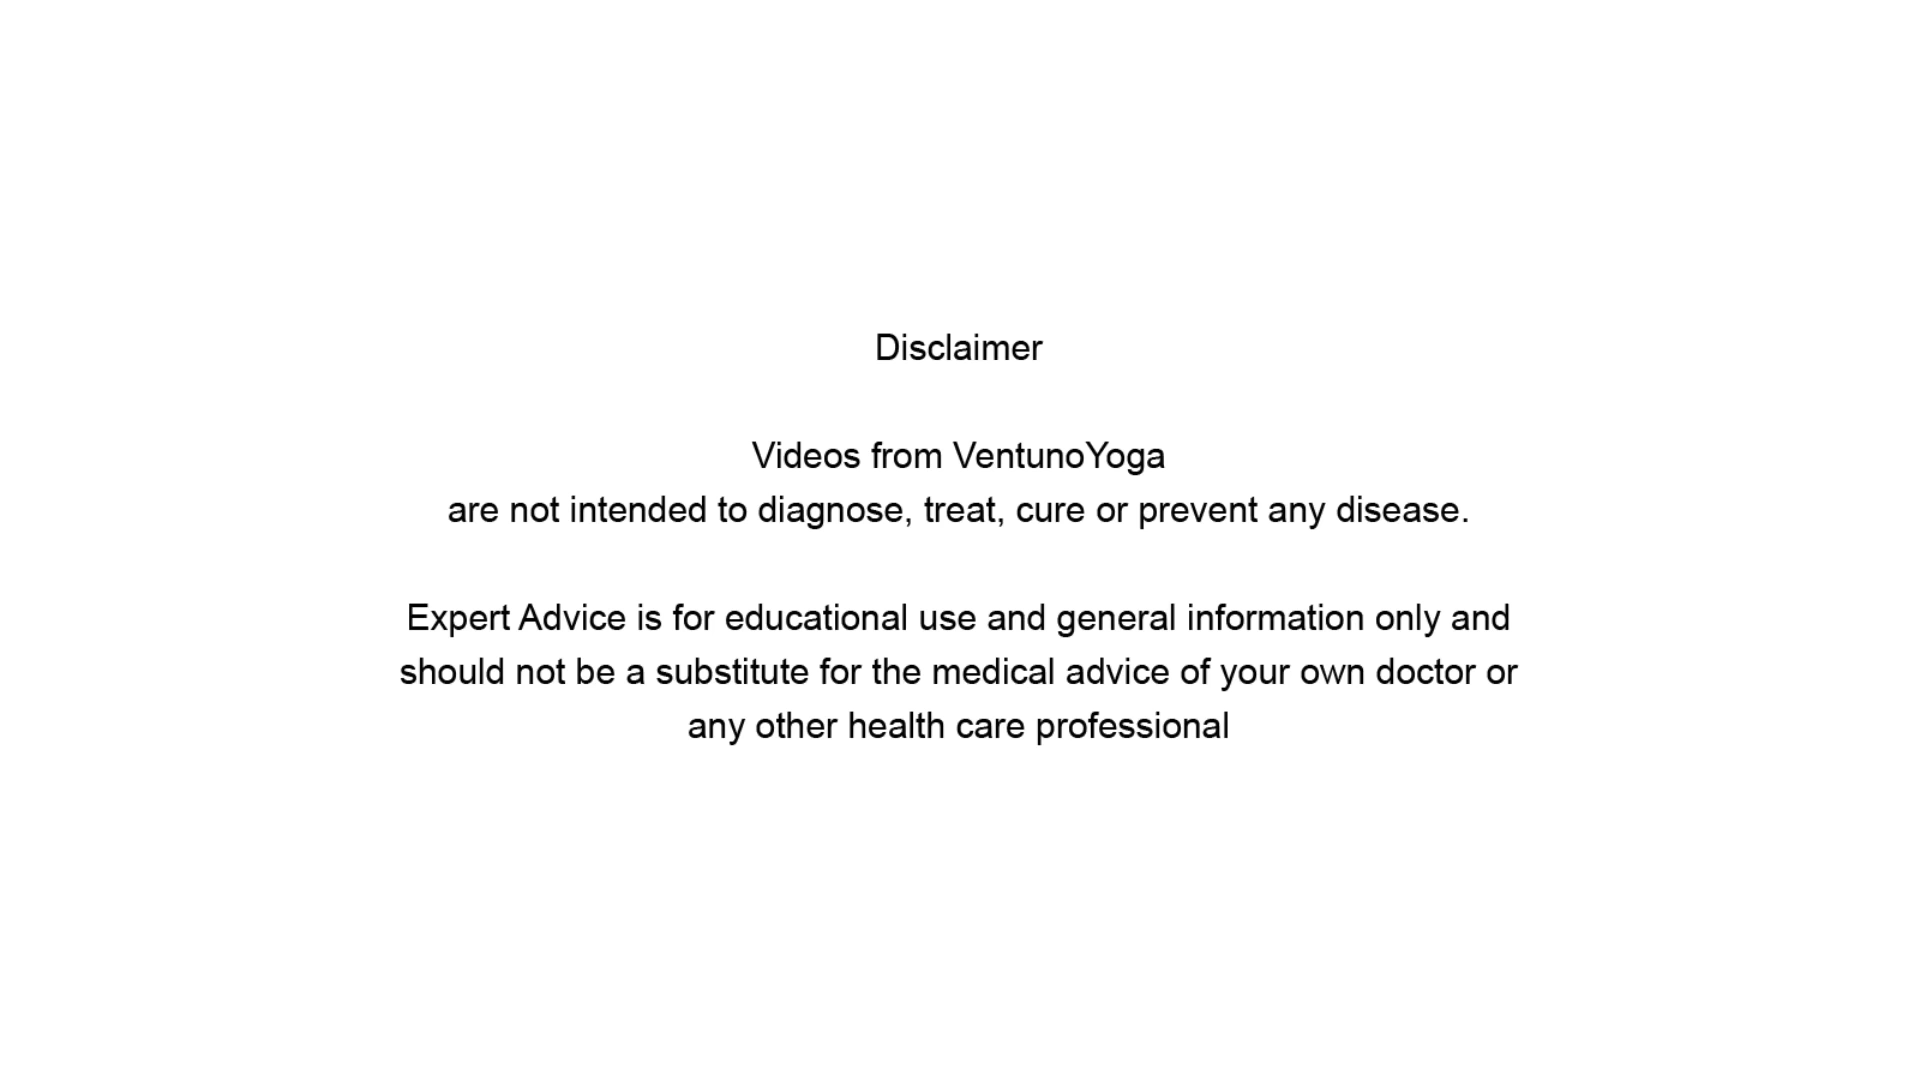 Disclaimer
Videos from VentunoYoga
are not intended to diagnose, treat, cure or prevent any disease.
Expert Advice is for educational use and general information only and
should not be a substitute for the medical advice of your own doctor or
any other health care professional